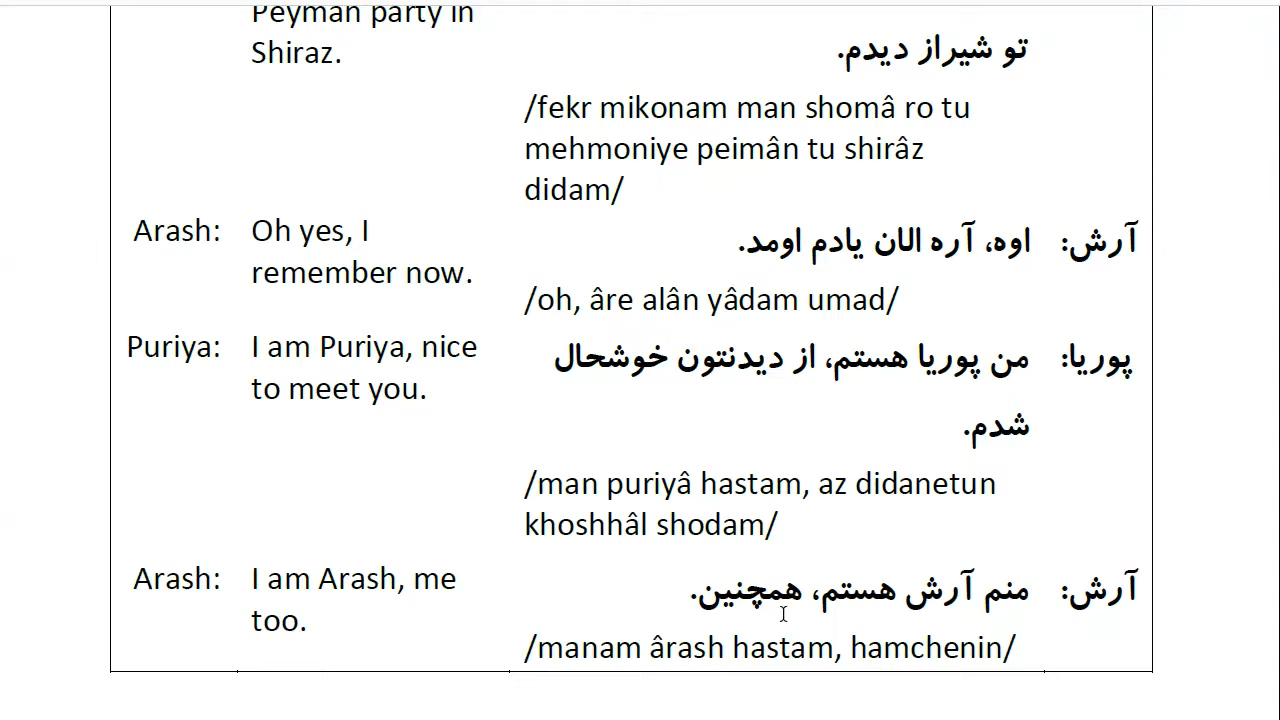 Peyman party in
Shiraz.
تو شیراز دیدم.
/fekr mikonam man shomâ ro tu
mehmoniye peimân tu shirâz
didam/
Arash:
Oh yes, I
remember now.
آرش:
اوه، آره الان یادم اومد.
/oh, âre alân yâdam umad/
Puriya:
I am Puriya, nice
to meet you.
پوریا:
من پوریا هستم، از دیدنتون خوشحال
شدم.
/man puriyâ hastam, az didanetun
khoshhâl shodam/
Arash:
I am Arash, me
too.
آرش:
منم آرش هستم، همچنین.
/manam ârash hastam, hamchenin/